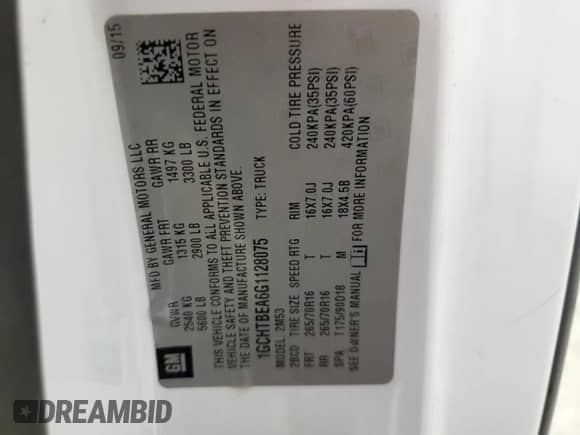 09/15
MFD BY GENERAL MOTORS LLC
GVWR GAWR FRT GAWR RR
2540 KG 1315 KG 1497 KG
5600 LB 2900 LB 3300 LB
THIS VEHICLE CONFORMS TO ALL APPLICABLE U.S. FEDERAL MOTOR
VEHICLE SAFETY AND THEFT PREVENTION STANDARDS IN EFFECT ON
THE DATE OF MANUFACTURE SHOWN ABOVE.
1GCHTBEA6G1128075 TYPE: TRUCK
MODEL: 2M53
2BCD TIRE SIZE SPEED RTG RIM COLD TIRE PRESSURE
FRT 265/70R16 T 16X7.0J 240KPA(35PSI)
RR 265/70R16 T 16X7.0J 240KPA(35PSI)
SPA T175/90D18 M 18X4.5B 420KPA(60PSI)
SEE OWNER'S MANUAL FOR MORE INFORMATION
GM
DREAMBID